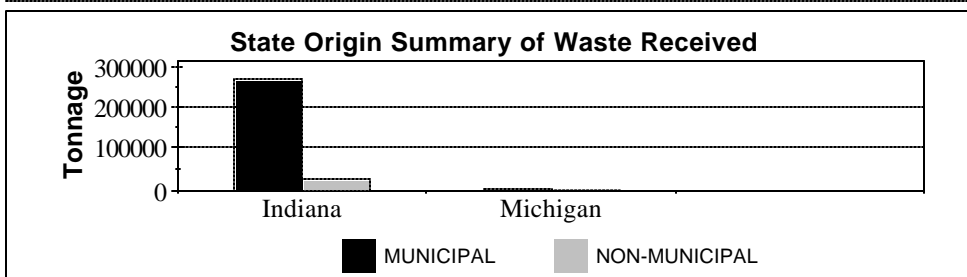 State Origin Summary of Waste Received
Tonnage
300000
200000
100000
0
Indiana Michigan
MUNICIPAL NON-MUNICIPAL